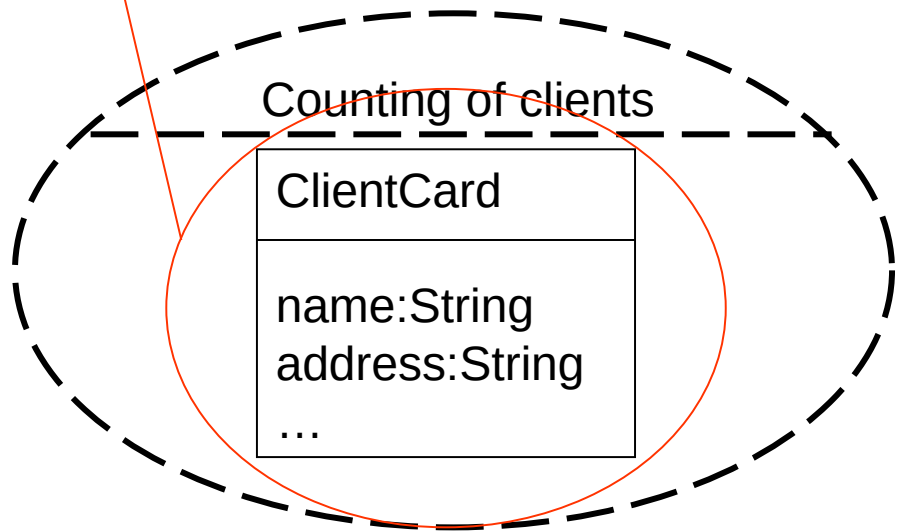 Counting of clients
ClientCard
name:String
address:String
…